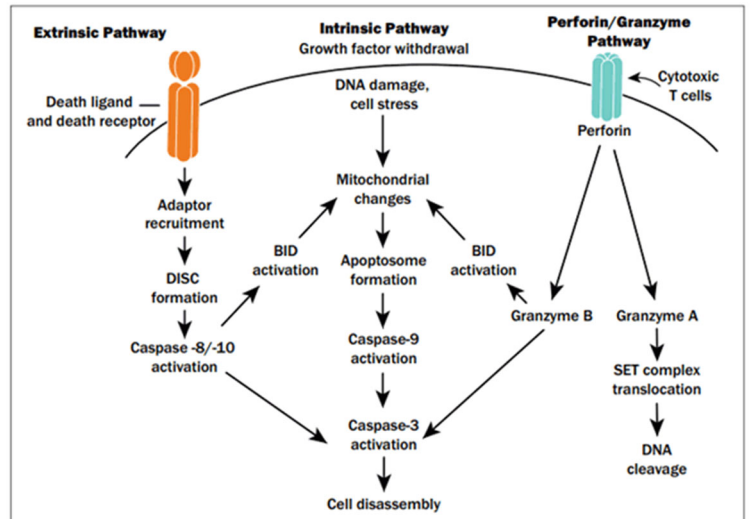 Extrinsic Pathway
Death ligand
and death receptor
Adaptor
recruitment
DISC
formation
Caspase -8/-10
activation
BID
activation
Intrinsic Pathway
Growth factor withdrawal
DNA damage,
cell stress
Mitochondrial
changes
Apoptosome
formation
Caspase-9
activation
Caspase-3
activation
Cell disassembly
Perforin/Granzyme
Pathway
Cytotoxic
T cells
Perforin
BID
activation
Granzyme B
Granzyme A
SET complex
translocation
DNA
cleavage